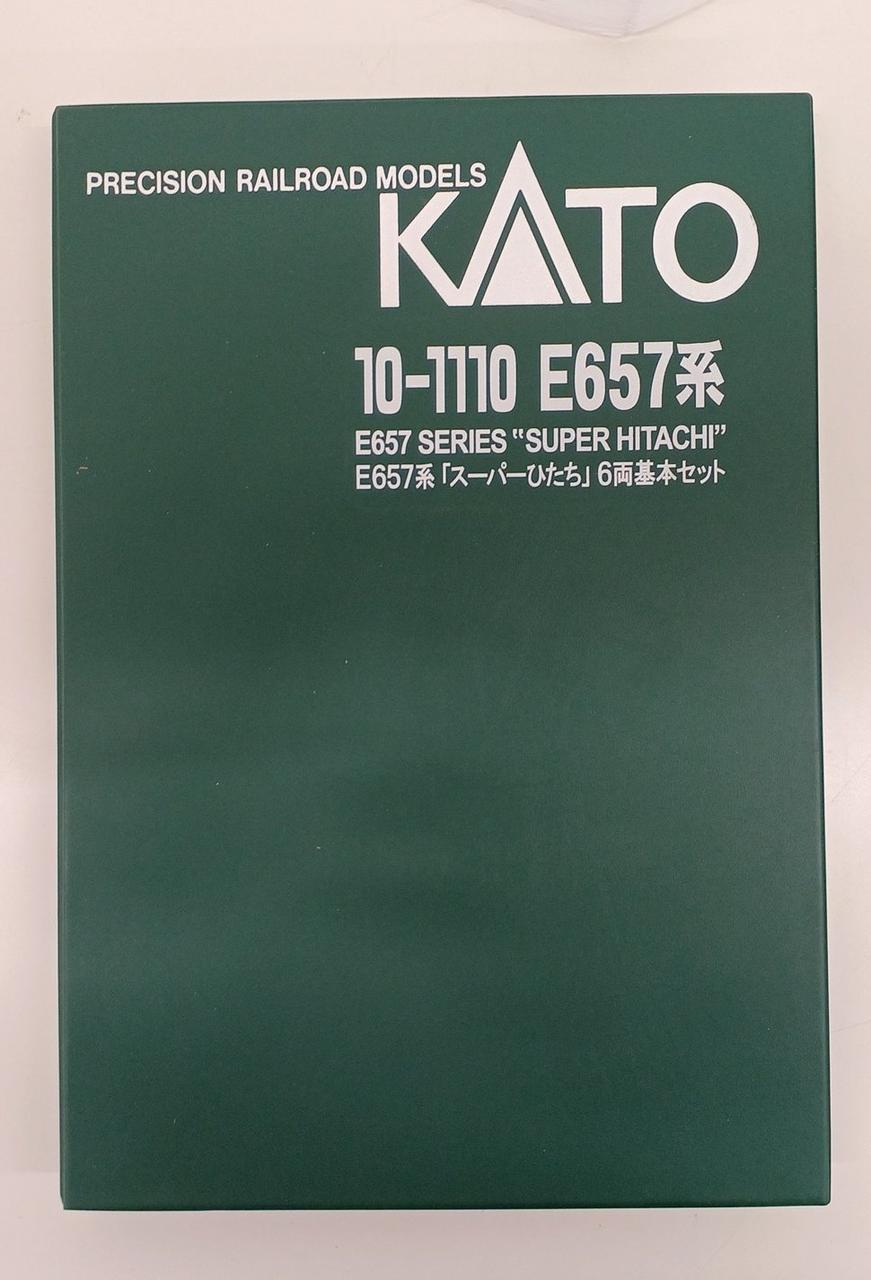 PRECISION RAILROAD MODELS
KATO
10-1110 E657系
E657 SERIES "SUPER HITACHI"
E657系「スーパーひたち」6両基本セット